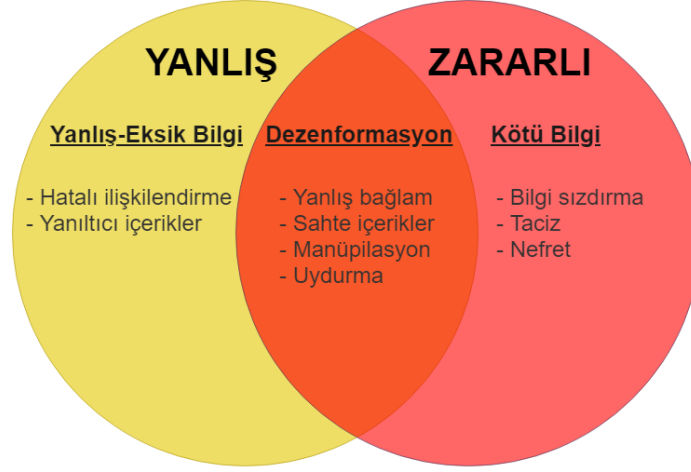 YANLIŞ
ZARARLI
Yanlış-Eksik Bilgi
- Hatalı ilişkilendirme
- Yanıltıcı içerikler
Dezenformasyon
- Yanlış bağlam
- Sahte içerikler
- Manüpilasyon
- Uydurma
Kötü Bilgi
- Bilgi sızdırma
- Taciz
- Nefret